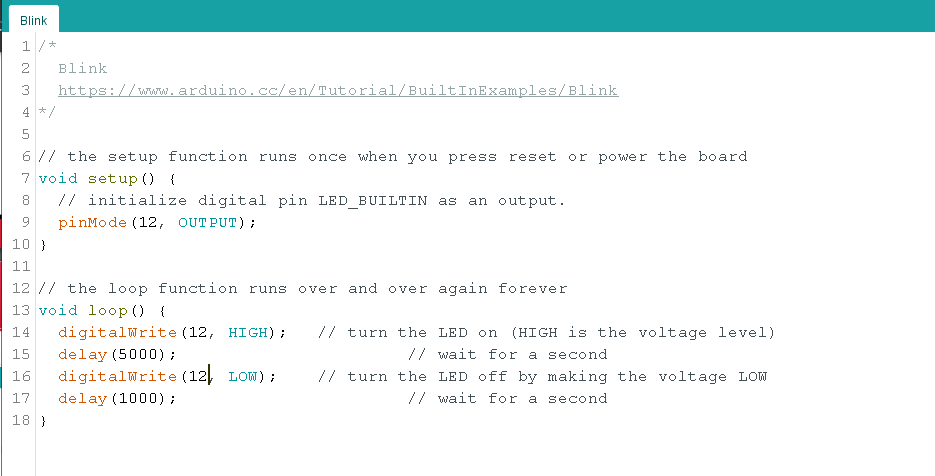 Blink
1 /*
2   Blink
3   https://www.arduino.cc/en/Tutorial/BuiltInExamples/Blink
4 */
5
6 // the setup function runs once when you press reset or power the board
7 void setup() {
8   // initialize digital pin LED_BUILTIN as an output.
9   pinMode(12, OUTPUT);
10 }
11
12 // the loop function runs over and over again forever
13 void loop() {
14   digitalWrite(12, HIGH);   // turn the LED on (HIGH is the voltage level)
15   delay(5000);                       // wait for a second
16   digitalWrite(12, LOW);    // turn the LED off by making the voltage LOW
17   delay(1000);                       // wait for a second
18 }